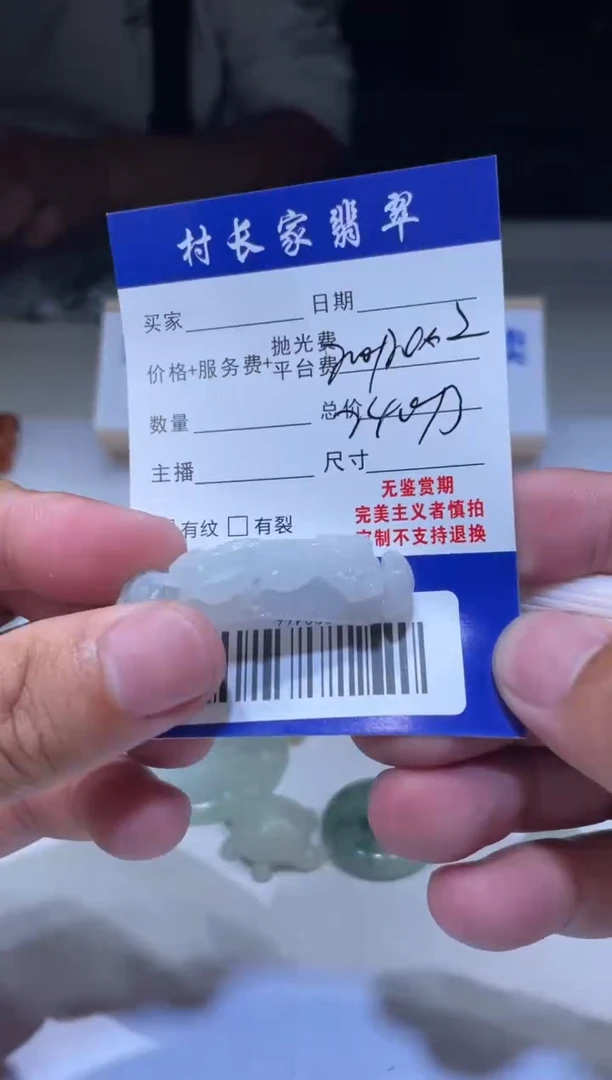 村长家翡翠
买家 日期
价格+服务费+抛光费平台费
数量 总价
主播 尺寸
无鉴赏期
完美主义者慎拍
有纹 □ 有裂
制不支持退换